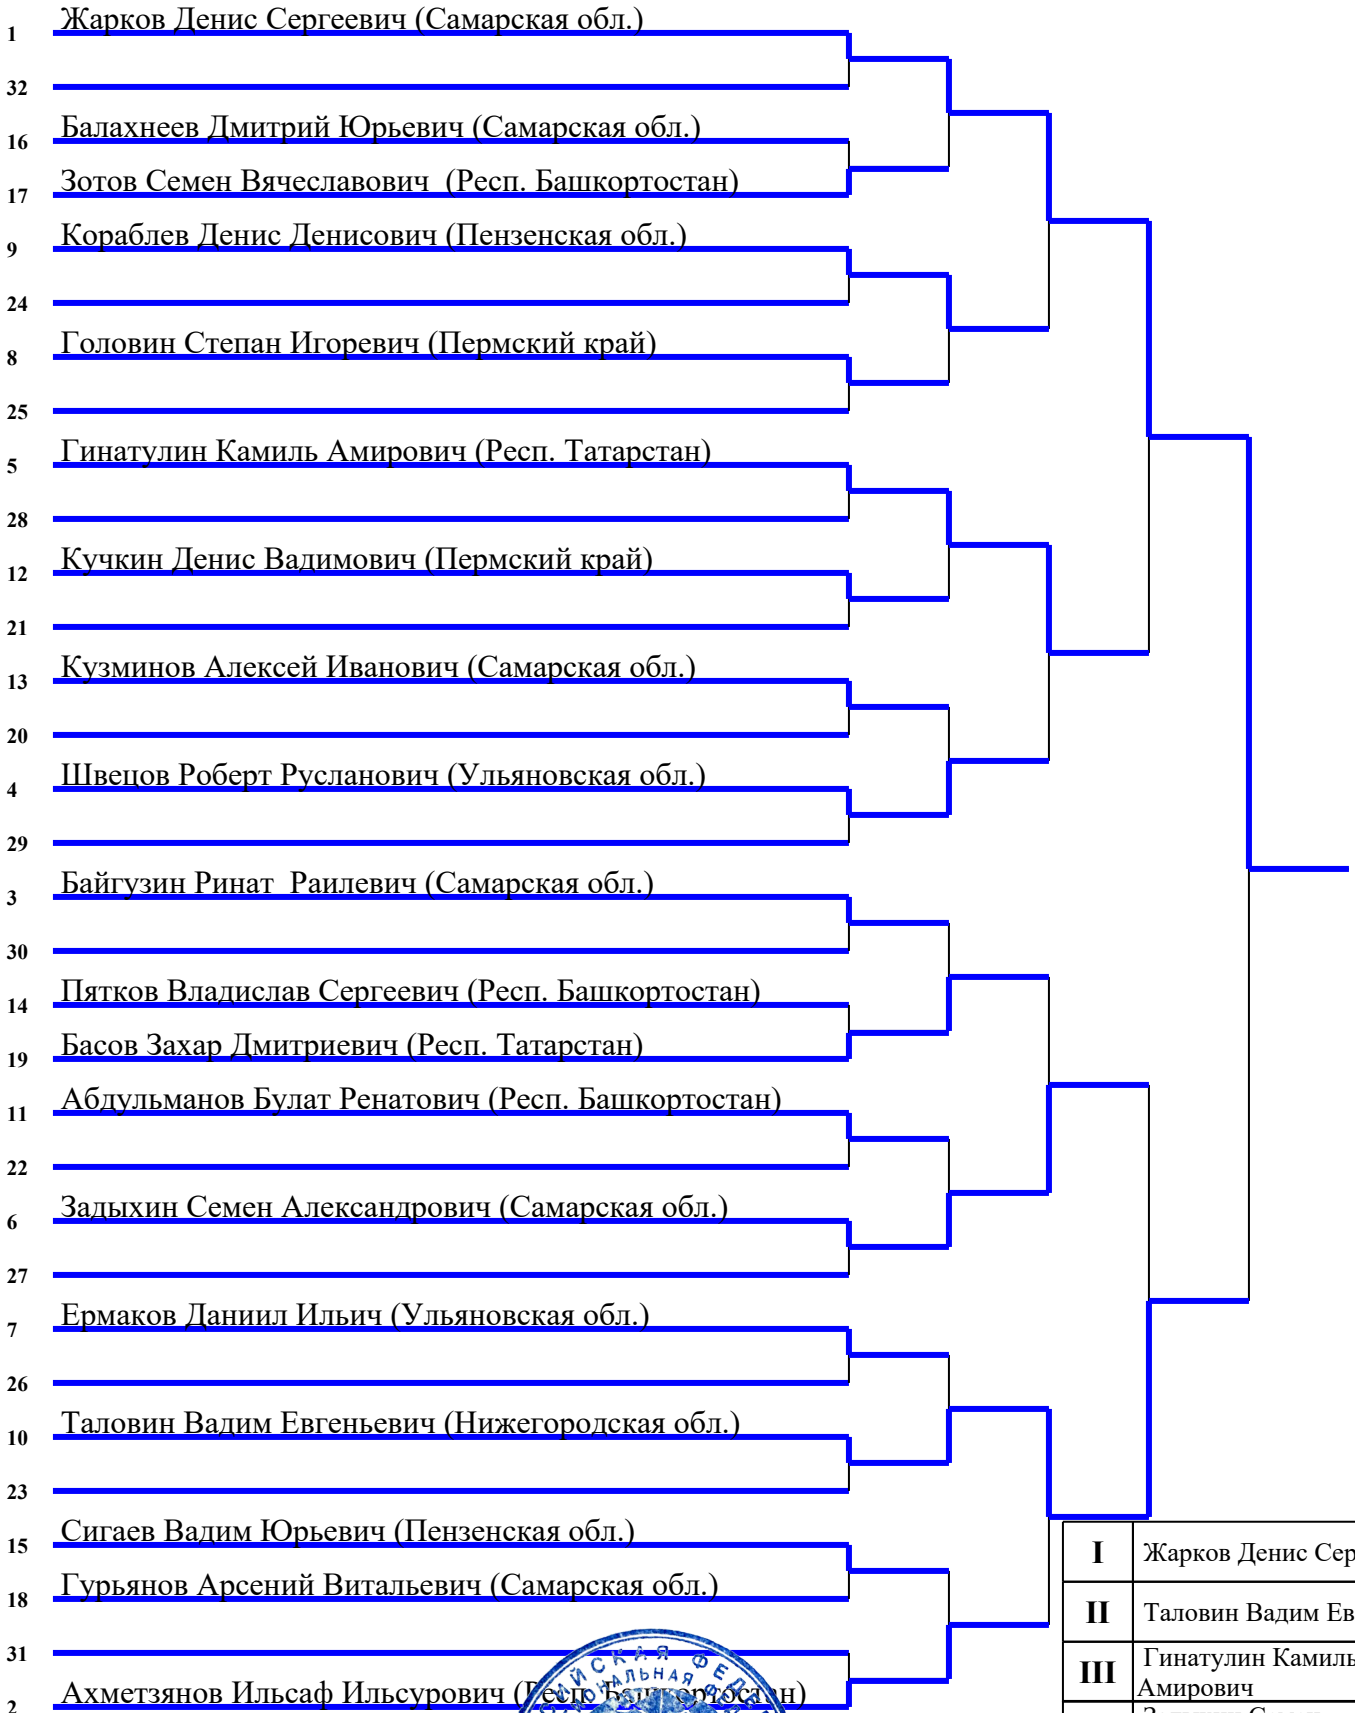 1 Жарков Денис Сергеевич (Самарская обл.)
32
16 Балахнеев Дмитрий Юрьевич (Самарская обл.)
17 Зотов Семен Вячеславович (Респ. Башкортостан)
9 Кораблев Денис Денисович (Пензенская обл.)
24
8 Головин Степан Игоревич (Пермский край)
25
5 Гинатулин Камиль Амирович (Респ. Татарстан)
28
12 Кучкин Денис Вадимович (Пермский край)
21
13 Кузминов Алексей Иванович (Самарская обл.)
20
4 Швецов Роберт Русланович (Ульяновская обл.)
29
3 Байгузин Ринат Раилевич (Самарская обл.)
30
14 Пятков Владислав Сергеевич (Респ. Башкортостан)
19 Басов Захар Дмитриевич (Респ. Татарстан)
11 Абдульманов Булат Ренатович (Респ. Башкортостан)
22
6 Задыхин Семен Александрович (Самарская обл.)
27
7 Ермаков Даниил Ильич (Ульяновская обл.)
26
10 Таловин Вадим Евгеньевич (Нижегородская обл.)
23
15 Сигаев Вадим Юрьевич (Пензенская обл.)
18 Гурьянов Арсений Витальевич (Самарская обл.)
31
2 Ахметзянов Ильсаф Ильсурович (Респ. Башкортостан)
I Жарков Денис Сер
II Таловин Вадим Ев
III Гинатулин Камиль
Амирович